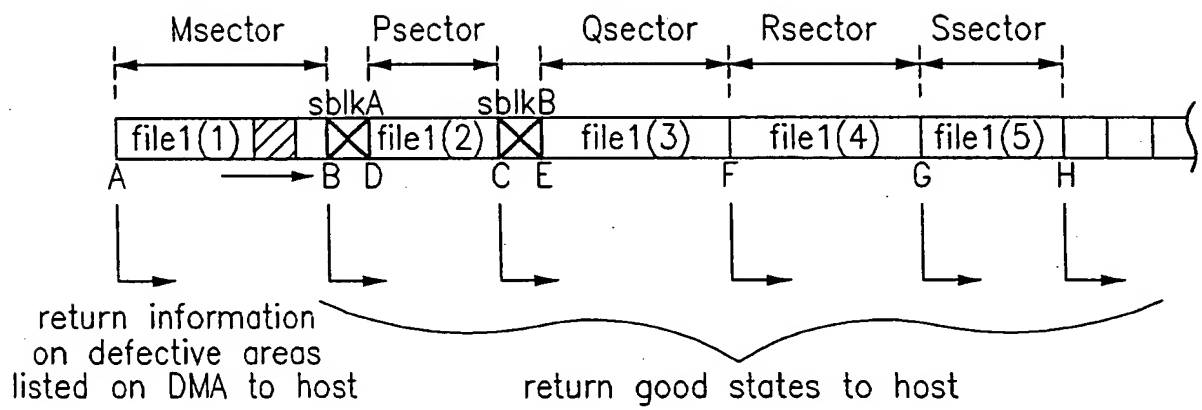 Msector Psector Qsector Rsector Ssector
sblkA sblkB
file1(1) file1(2) file1(3) file1(4) file1(5)
A B D C E F G H
return information
on defective areas
listed on DMA to host
return good states to host